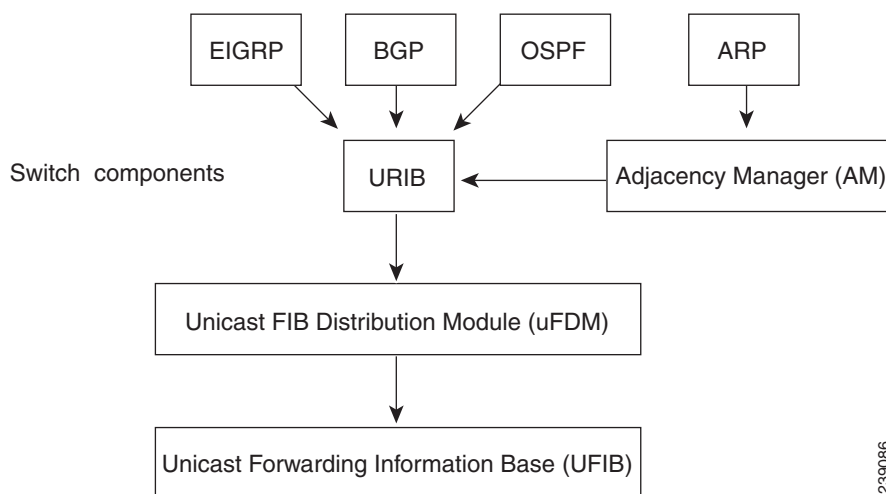 EIGRP
BGP
OSPF
ARP
Switch components
URIB
Adjacency Manager (AM)
Unicast FIB Distribution Module (uFDM)
Unicast Forwarding Information Base (UFIB)
239086